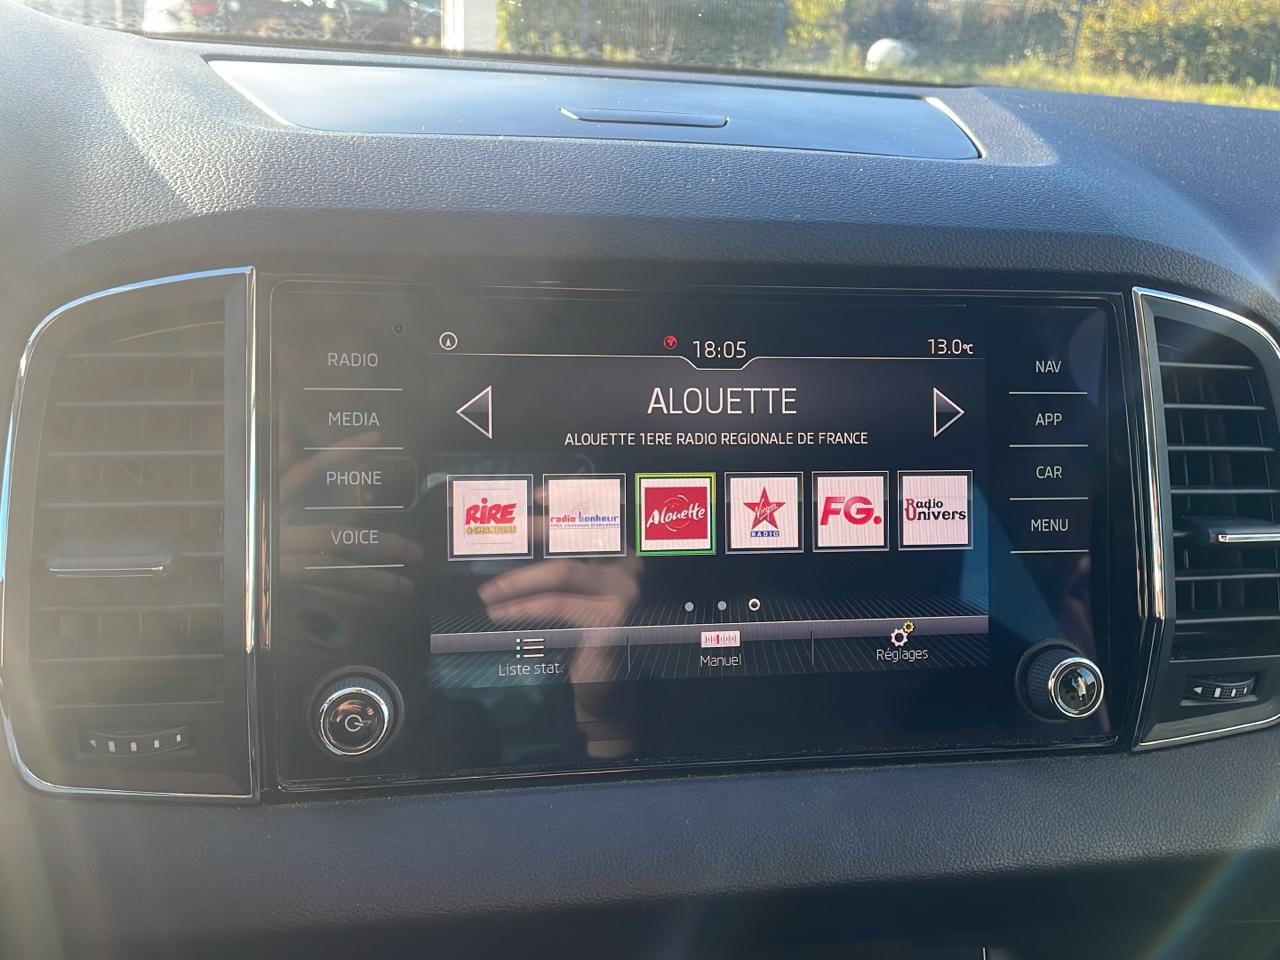 18:05
13.0°C
RADIO
MEDIA
PHONE
VOICE
ALOUETTE
ALOUETTE 1ERE RADIO REGIONALE DE FRANCE
RIRE
& CHANSONS
radio bonheur
Alouette
Virgin
RADIO
FG.
Radio
Univers
NAV
APP
CAR
MENU
Liste stat.
Manuel
Réglages